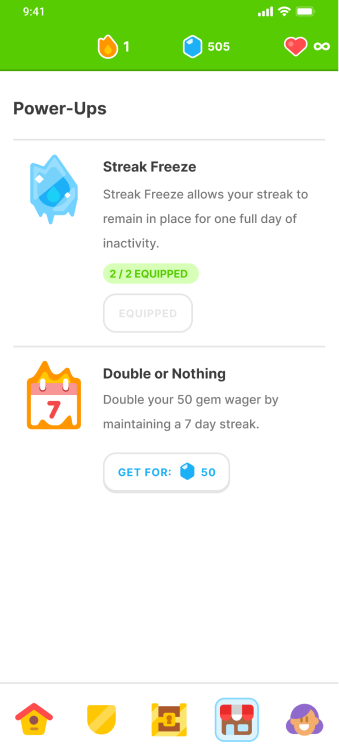 9:41
1
505
∞
Power-Ups
Streak Freeze
Streak Freeze allows your streak to
remain in place for one full day of
inactivity.
2 / 2 EQUIPPED
EQUIPPED
7
Double or Nothing
Double your 50 gem wager by
maintaining a 7 day streak.
GET FOR: 50